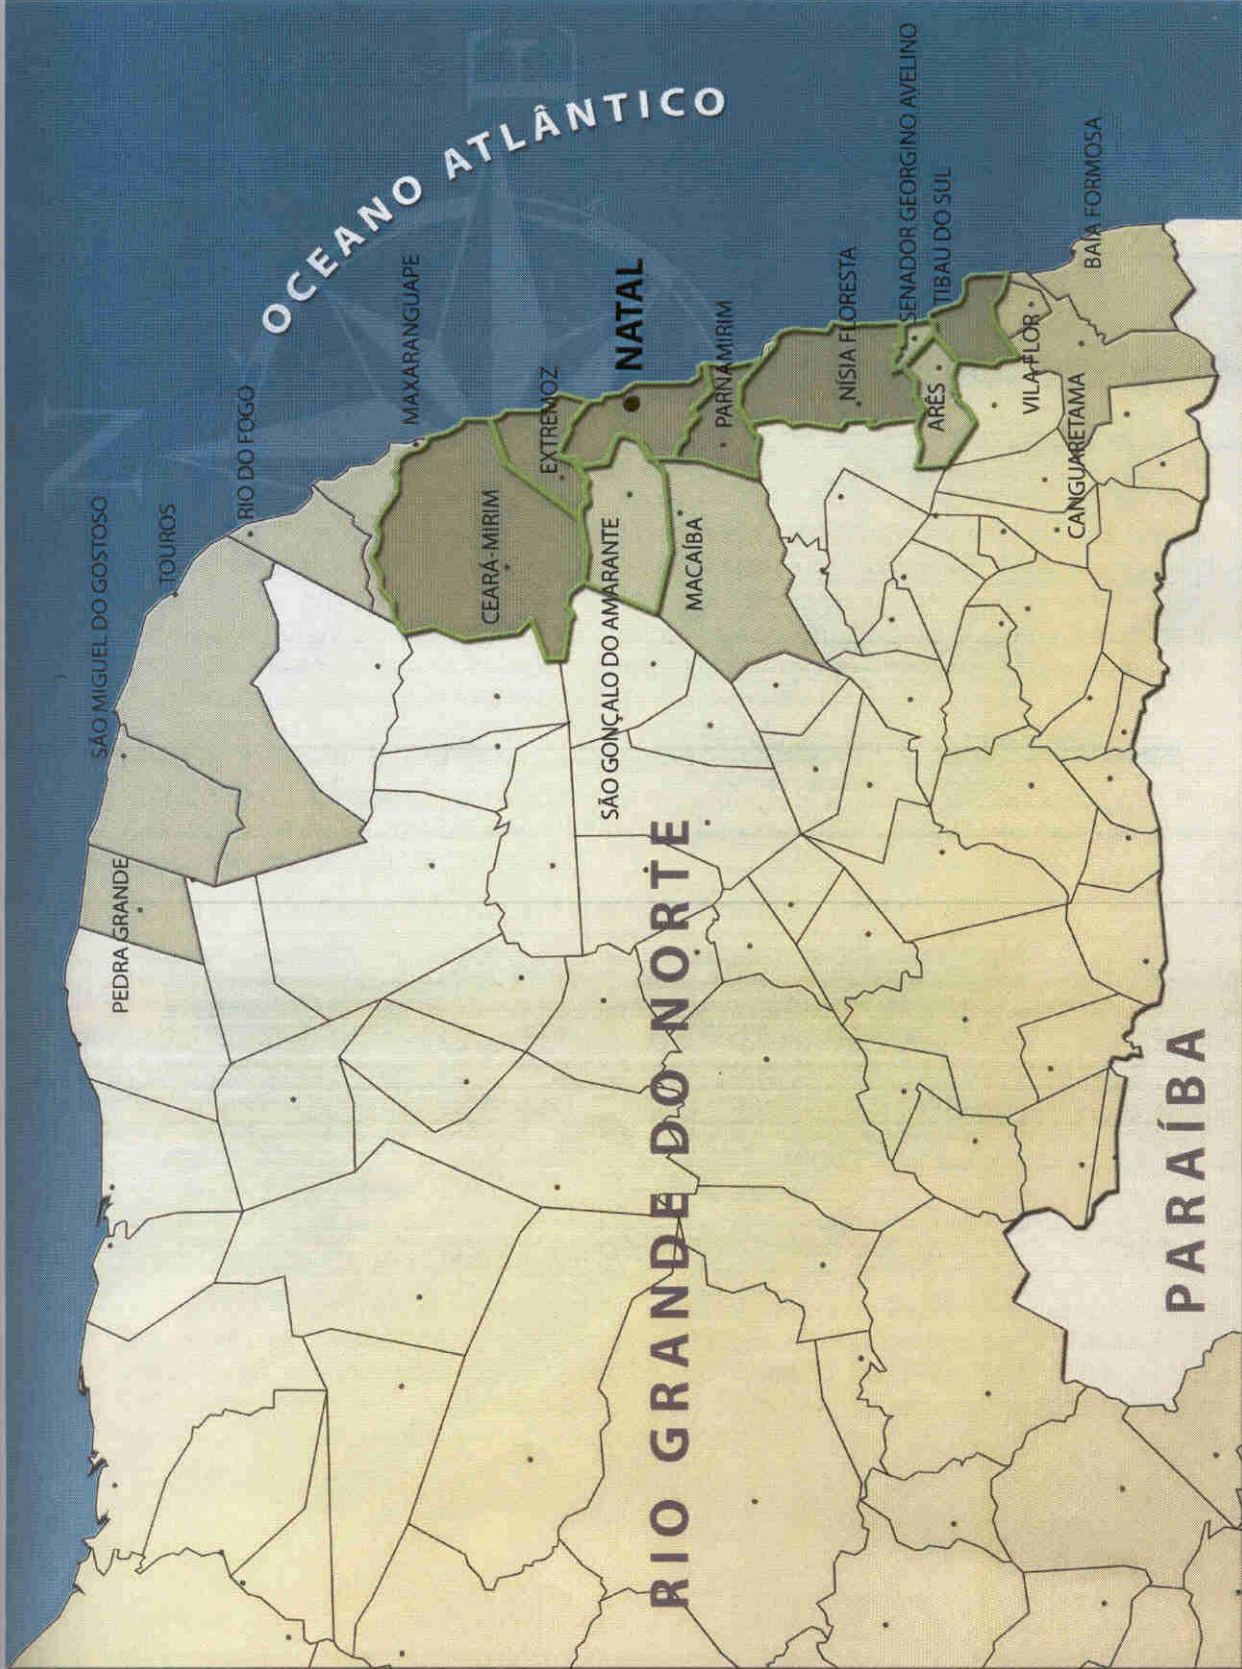 OCEANO ATLÂNTICO
N
E
SÃO MIGUEL DO GOSTOSO
TOUROS
RIO DO FOGO
MAXARANGUAPE
PEDRA GRANDE
CEARÁ-MIRIM
EXTREMOZ
NATAL
SÃO GONÇALO DO AMARANTE
MACAÍBA
PARNAMIRIM
NÍSIA FLORESTA
SENADOR GEORGINO AVELINO
TIBAU DO SUL
ARÊS
VILA FLOR
CANGUARETAMA
BAÍA FORMOSA
RIO GRANDE DO NORTE
PARAÍBA